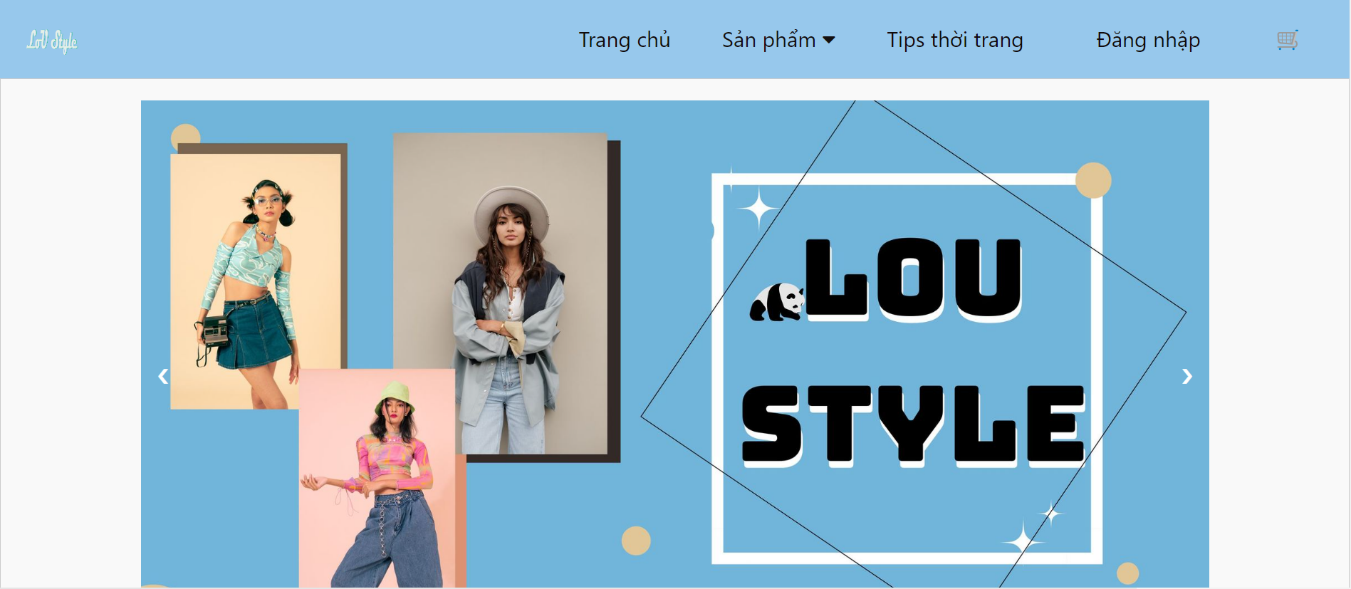 LoU Style
Trang chủ
Sản phẩm
Tips thời trang
Đăng nhập
LOU
STYLE